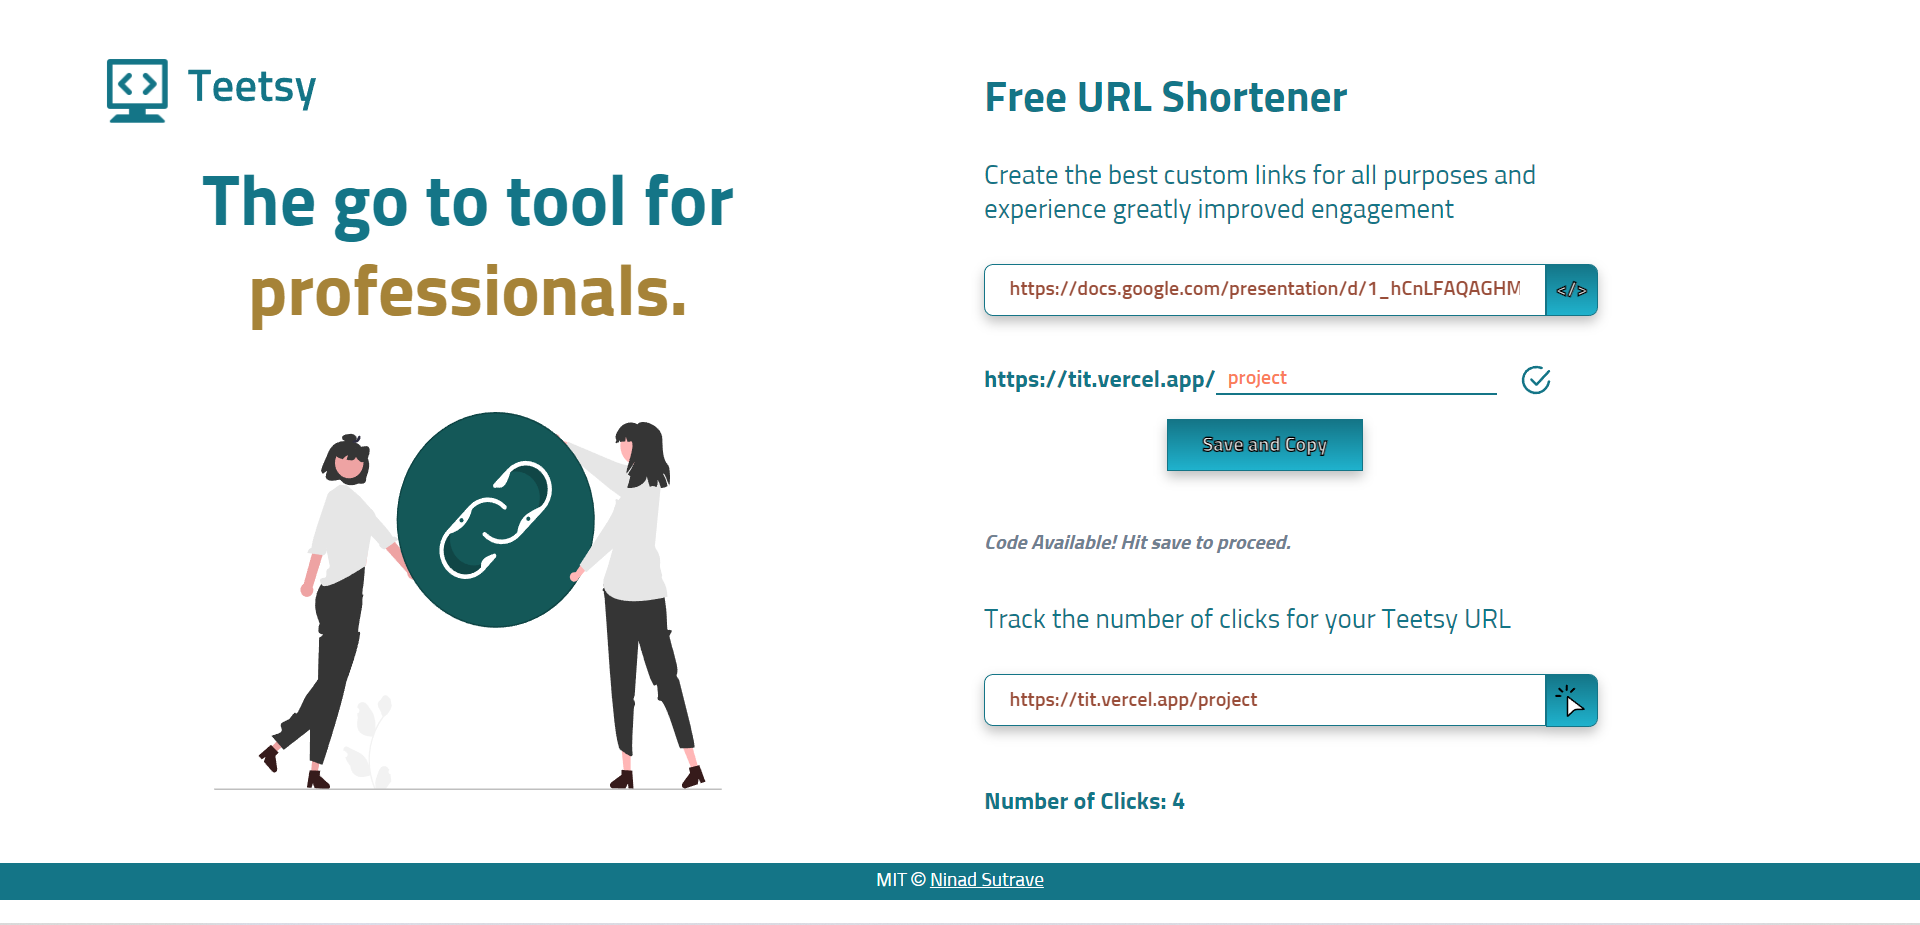 Teetsy
The go to tool for
professionals.
Free URL Shortener
Create the best custom links for all purposes and
experience greatly improved engagement
https://docs.google.com/presentation/d/1_hCnLFAQAGHM
</>
https://tit.vercel.app/ project
Save and Copy
Code Available! Hit save to proceed.
Track the number of clicks for your Teetsy URL
https://tit.vercel.app/project
Number of Clicks: 4
MIT © Ninad Sutrave